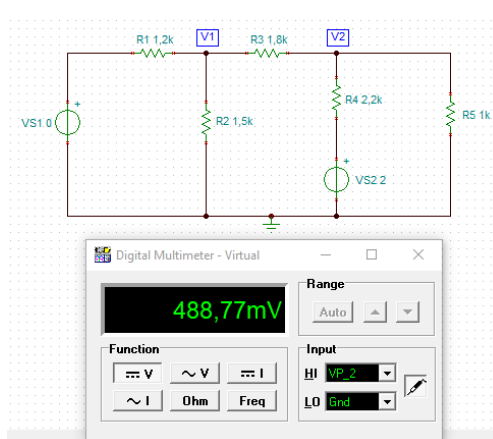 R1 1,2k V1 R3 1,8k V2
R4 2,2k
R5 1k
VS1 0 + R2 1,5k
+
VS2 2
Digital Multimeter - Virtual
Range
488,77mV
Auto
Function
Input
V
V
I
HI VP_2
I
Ohm
Freq
LO Gnd